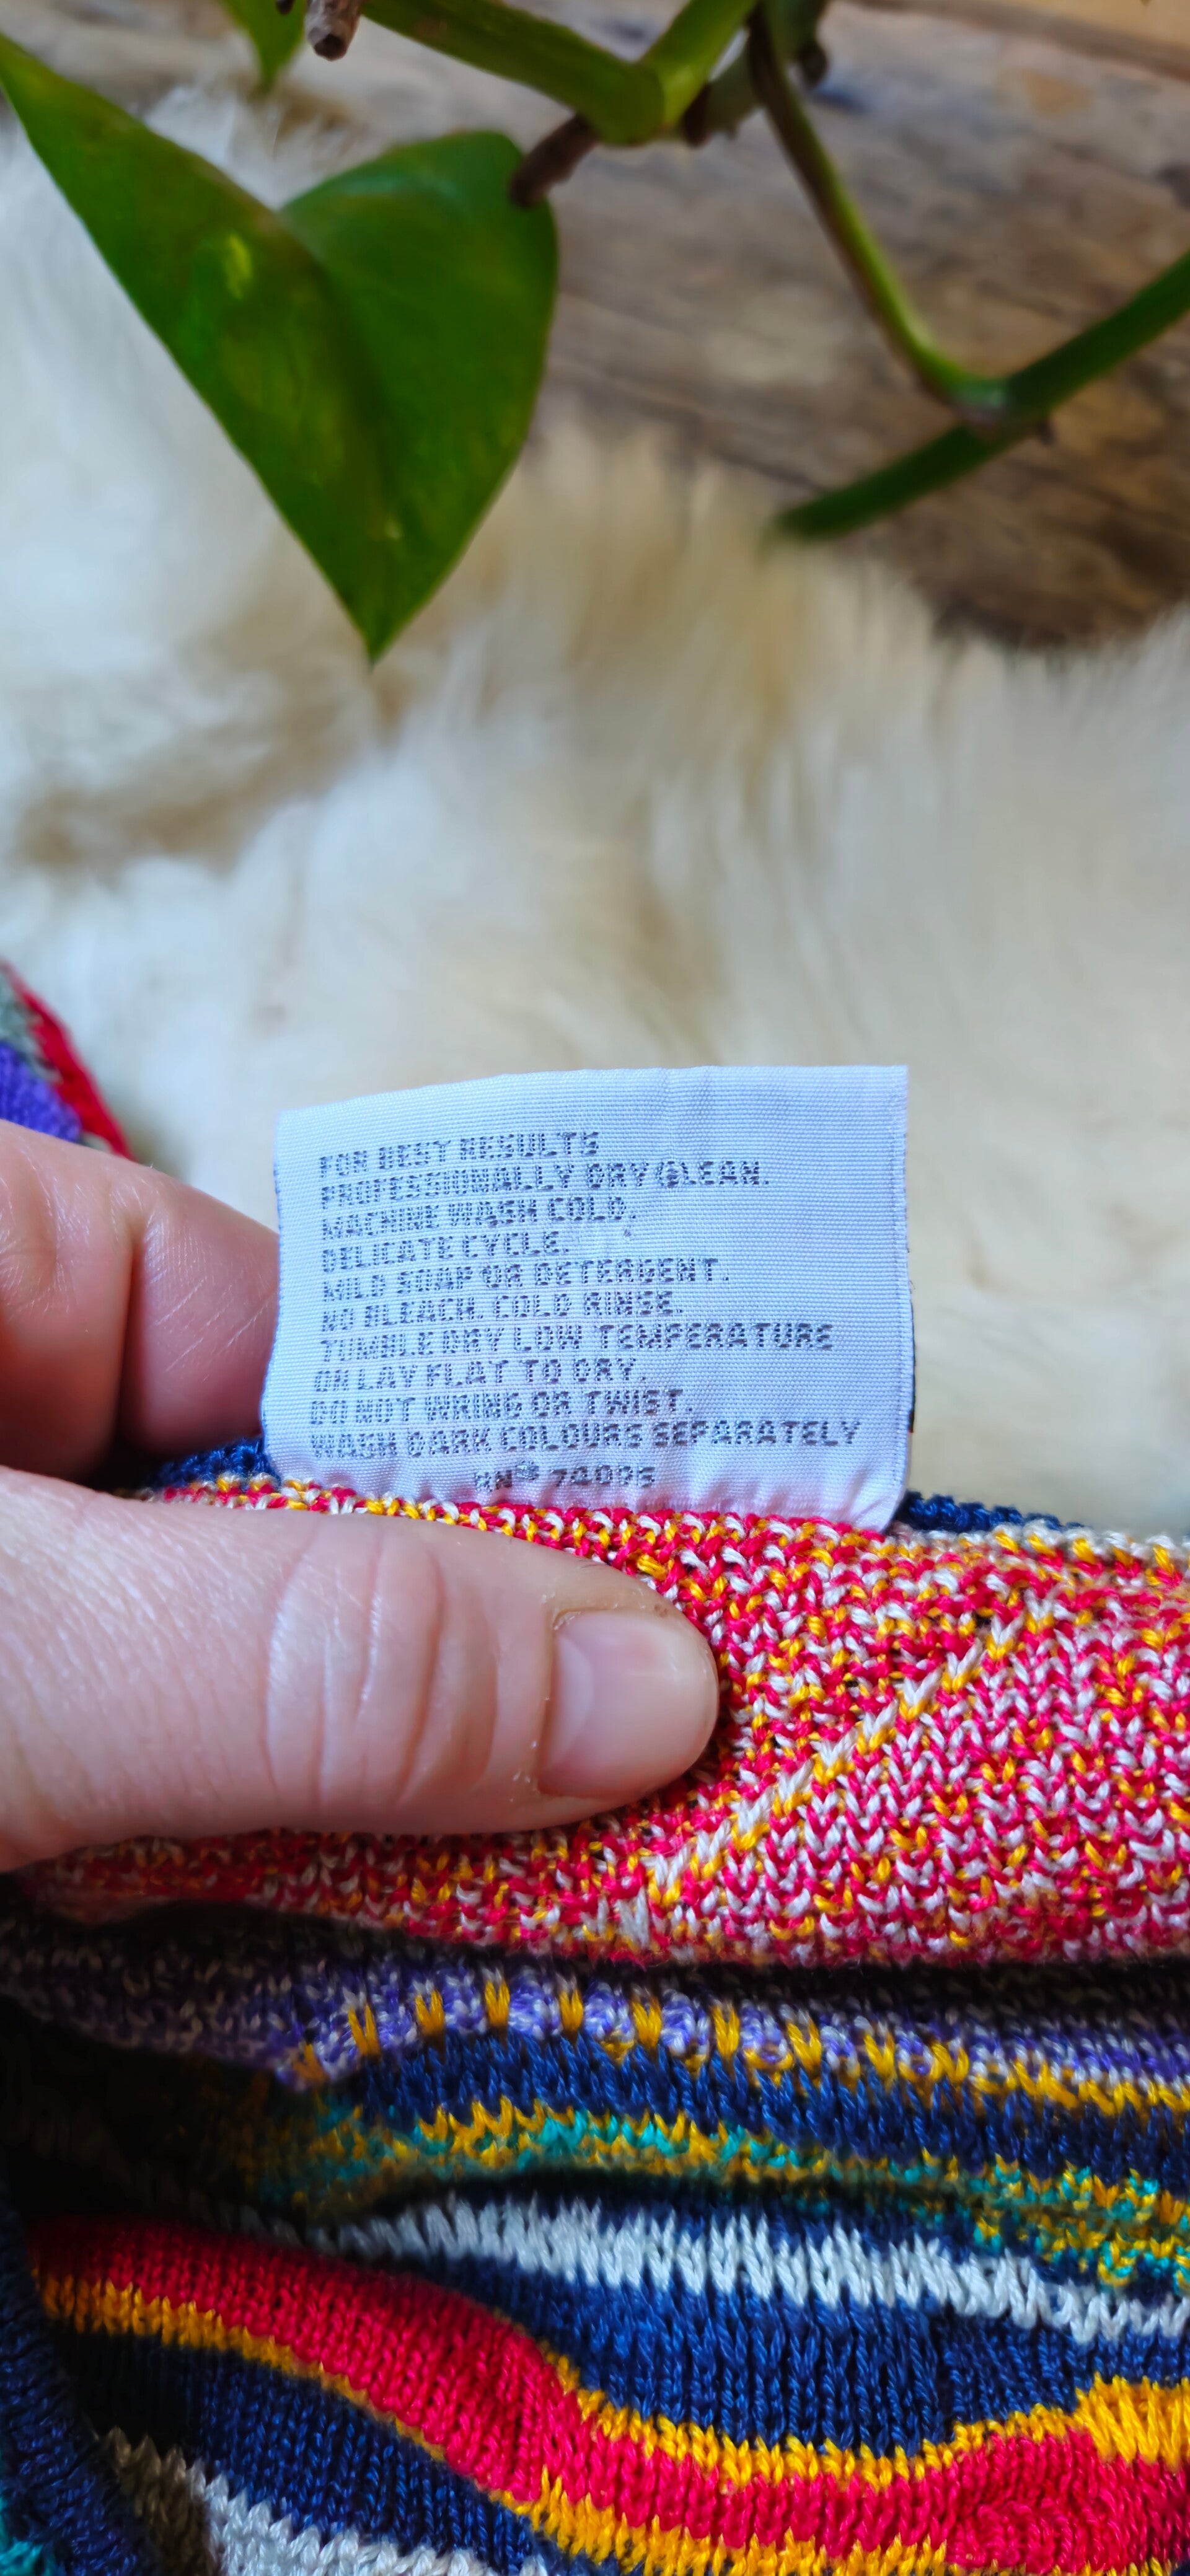 FOR BEST RESULTS
PROFESSIONALLY DRY CLEAN.
MACHINE WASH COLD.
DELICATE CYCLE.
MILD SOAP OR DETERGENT.
NO BLEACH. COLD RINSE.
TUMBLE DRY LOW TEMPERATURE
OR LAY FLAT TO DRY.
DO NOT WRING OR TWIST.
WASH DARK COLOURS SEPARATELY
RNº 74095